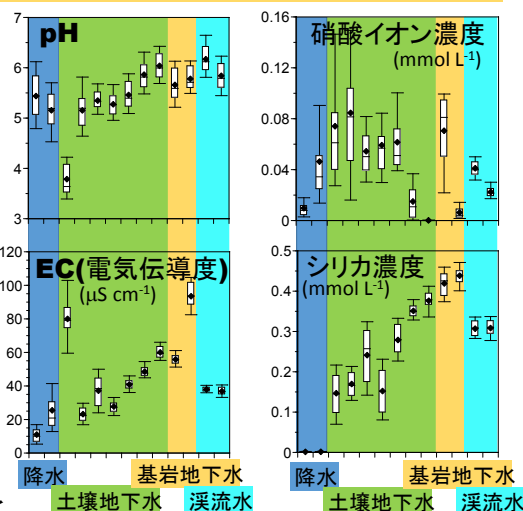 pH
7
6
5
4
3
硝酸イオン濃度
(mmol L⁻¹)
0.16
0.12
0.08
0.04
0
EC(電気伝導度)
(μS cm⁻¹)
120
100
80
60
40
20
0
シリカ濃度
(mmol L⁻¹)
0.5
0.4
0.3
0.2
0.1
0
降水
基岩地下水
土壌地下水
渓流水
降水
基岩地下水
土壌地下水
渓流水